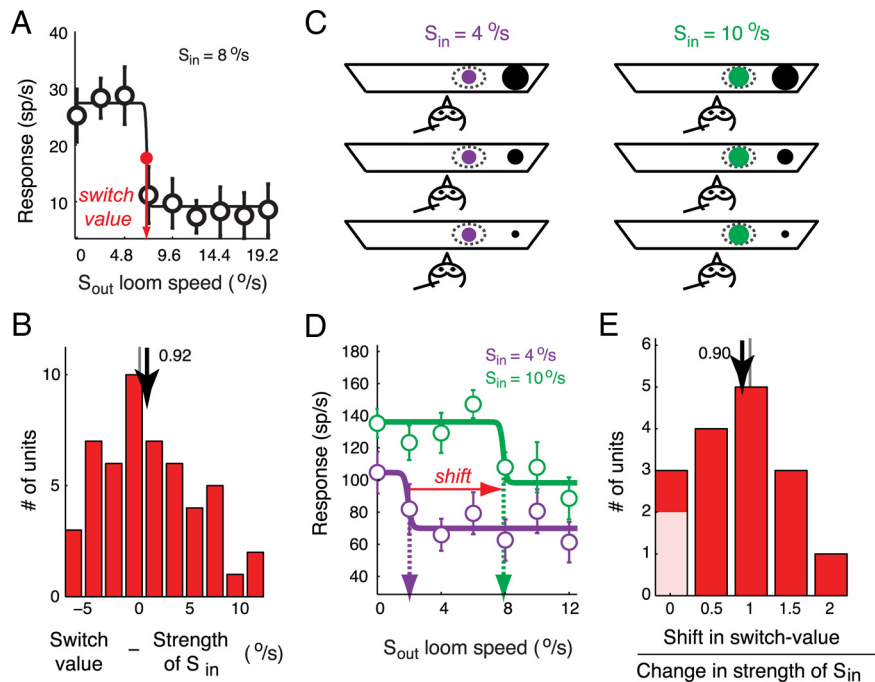 A
40
30
20
10
Response (sp/s)
S_in = 8 °/s
switch
value
0 4.8 9.6 14.4 19.2
S_out loom speed (°/s)
B
0.92
10
5
0
# of units
−5 0 5 10
Switch value − Strength of S_in (°/s)
C
S_in = 4 °/s
S_in = 10 °/s
D
180
160
140
120
100
80
60
40
Response (sp/s)
S_in = 4°/s
S_in = 10°/s
shift
0 4 8 12
S_out loom speed (°/s)
E
0.90
6
5
4
3
2
1
0
# of units
0 0.5 1 1.5 2
Shift in switch-value
Change in strength of S_in